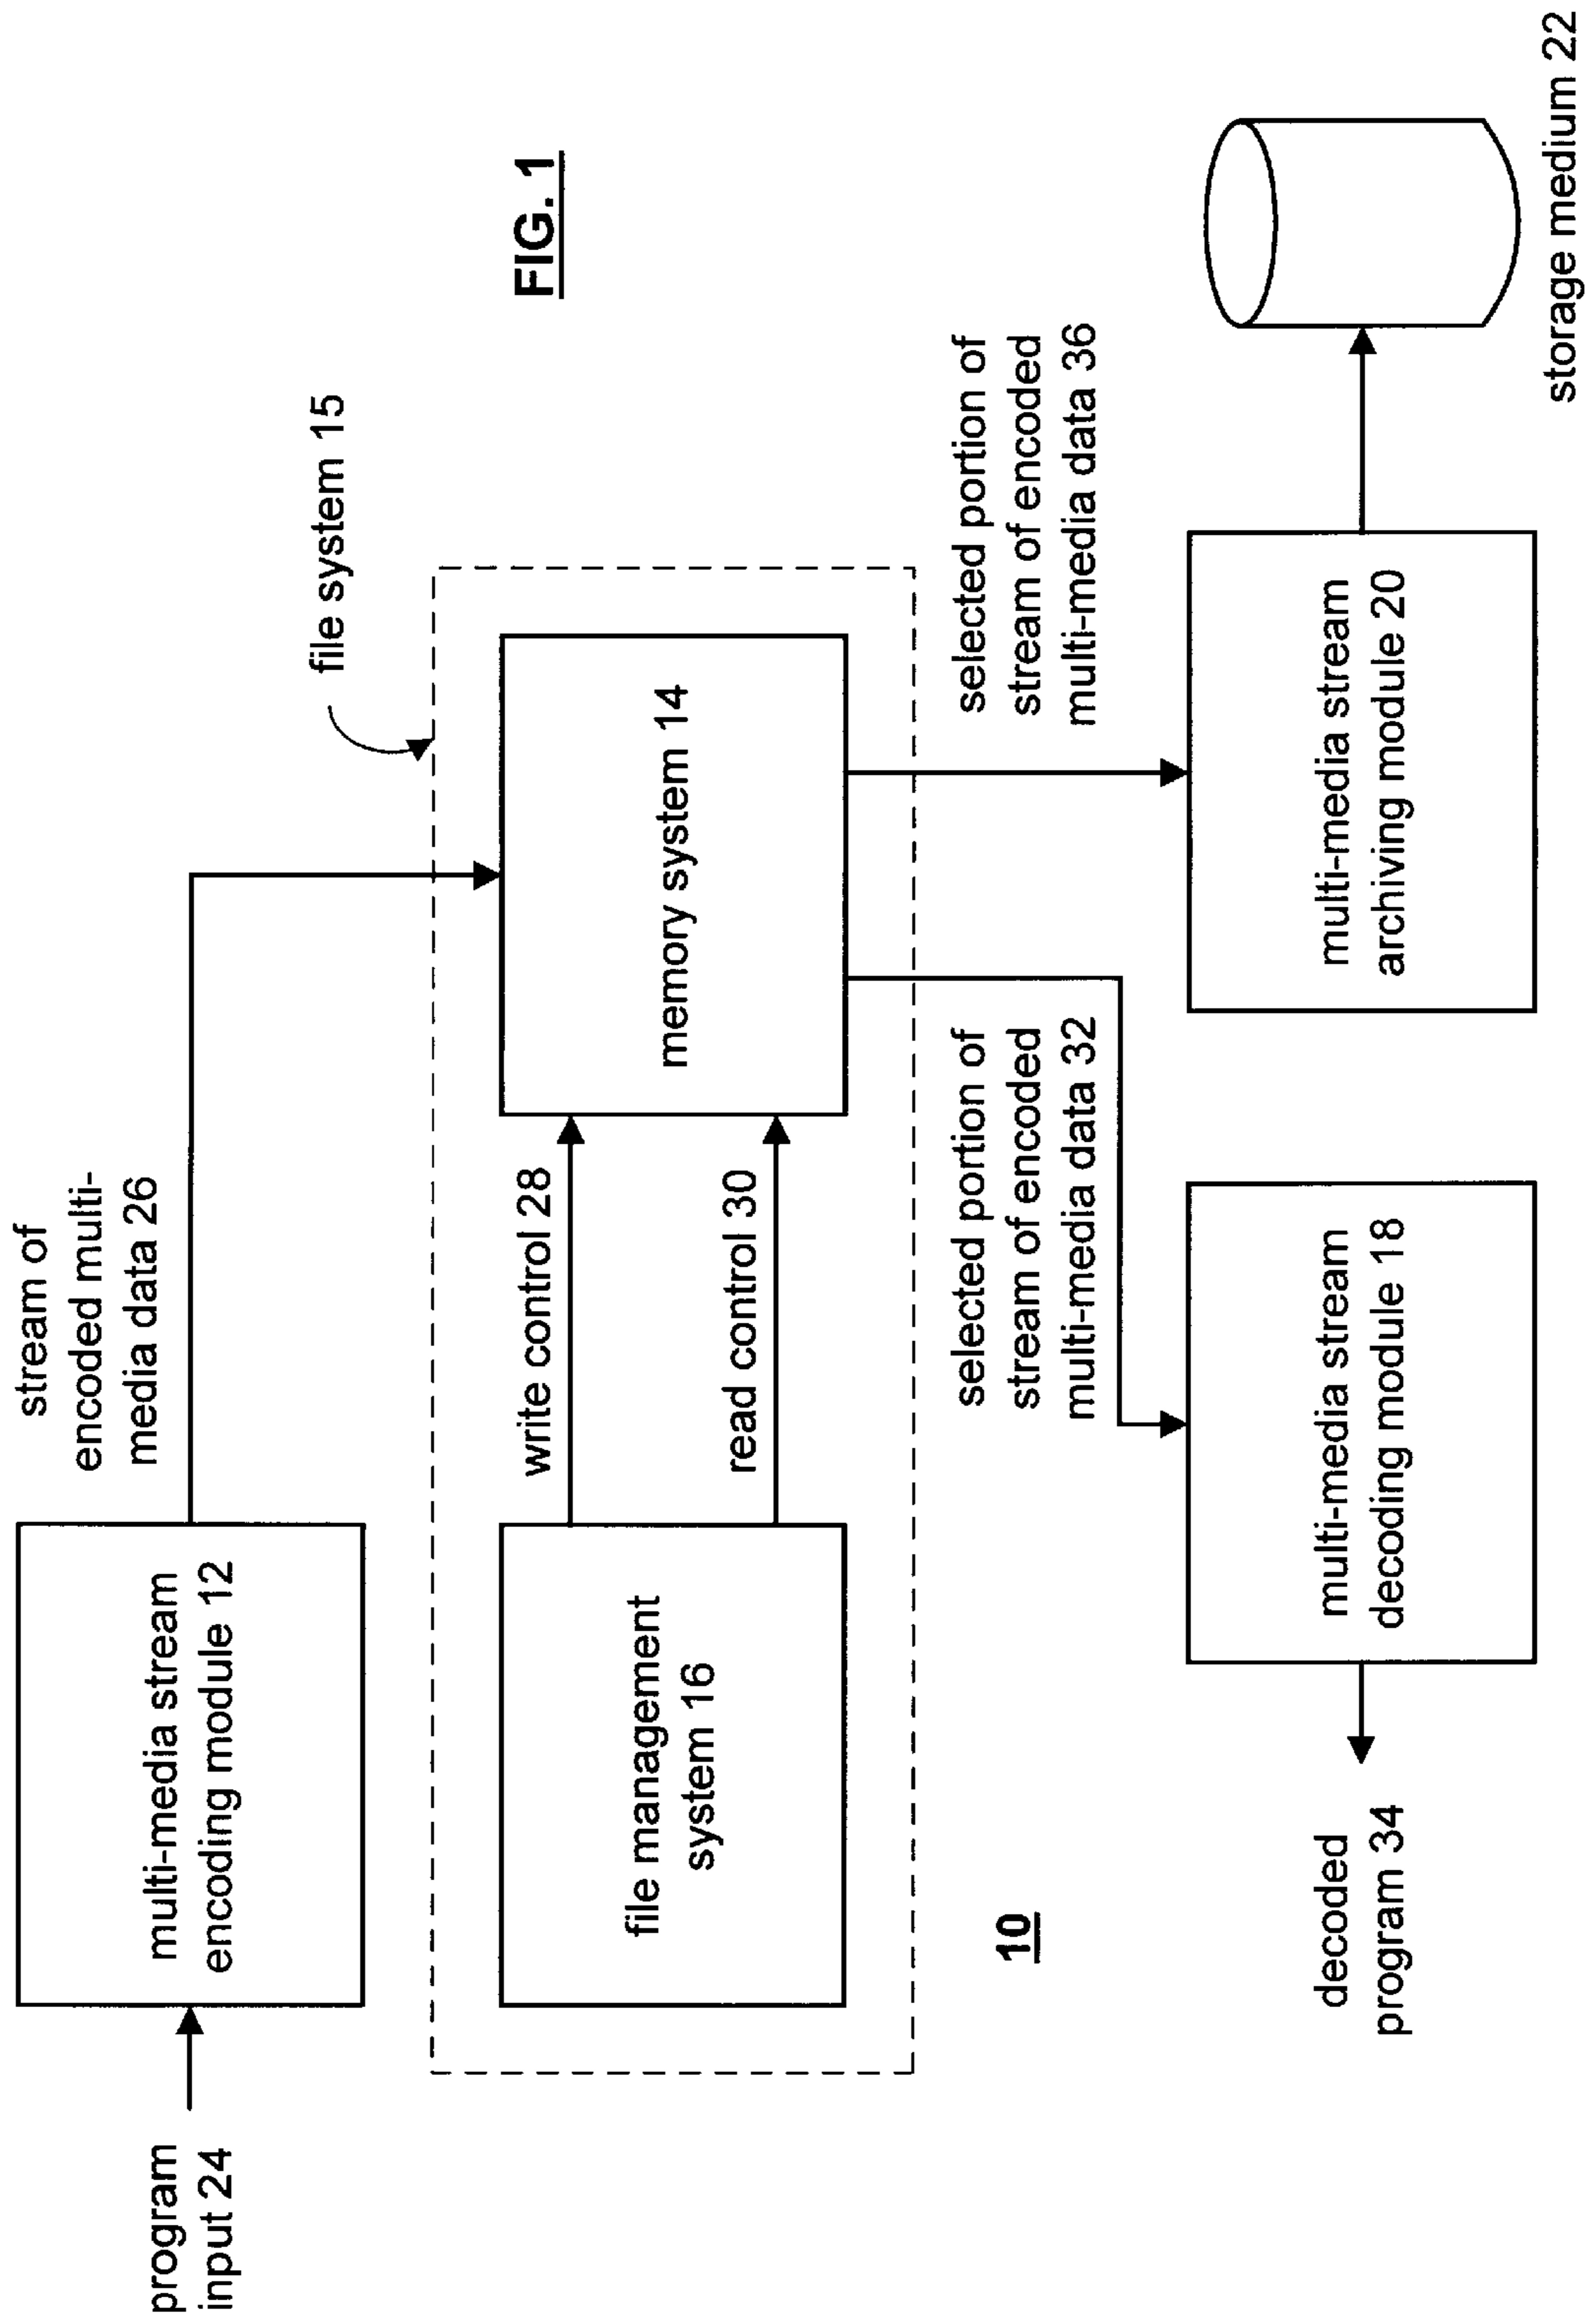 FIG. 1
program
input 24
multi-media stream
encoding module 12
stream of
encoded multi-
media data 26
file system 15
file management
system 16
write control 28
read control 30
memory system 14
10
selected portion of
stream of encoded
multi-media data 32
selected portion of
stream of encoded
multi-media data 36
decoded
program 34
multi-media stream
decoding module 18
multi-media stream
archiving module 20
storage medium 22